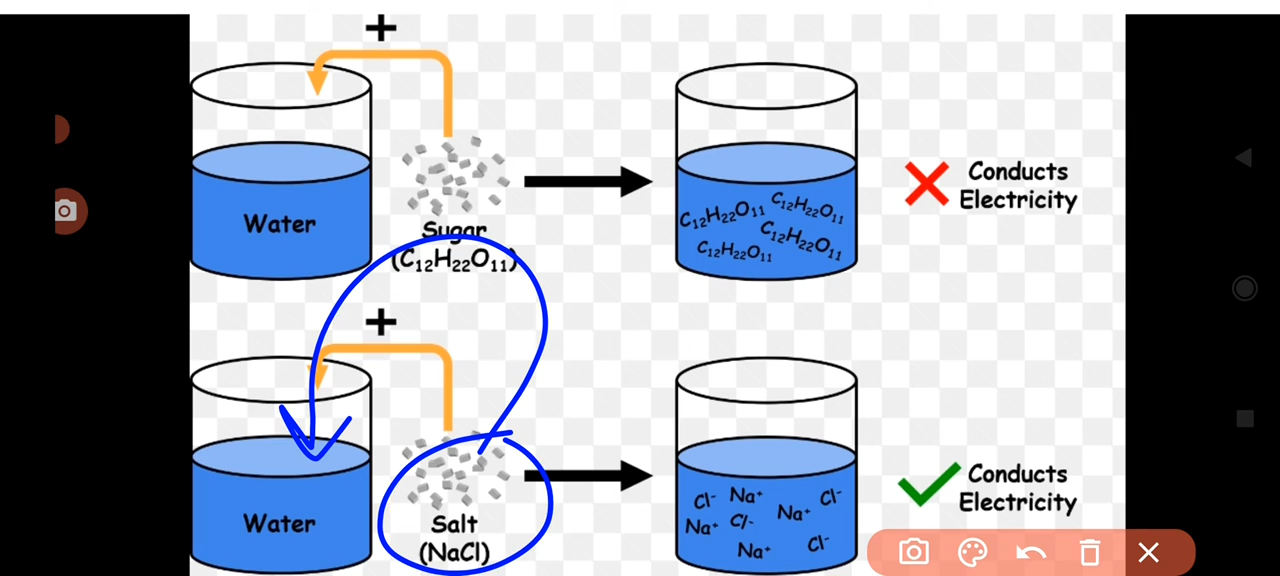 +
Water
Sugar
(C₁₂H₂₂O₁₁)
C₁₂H₂₂O₁₁
C₁₂H₂₂O₁₁
C₁₂H₂₂O₁₁
C₁₂H₂₂O₁₁
Conducts
Electricity
+
Water
Salt
(NaCl)
Cl⁻ Na⁺ Cl⁻
Na⁺ Cl⁻ Na⁺
Na⁺ Cl⁻
Conducts
Electricity